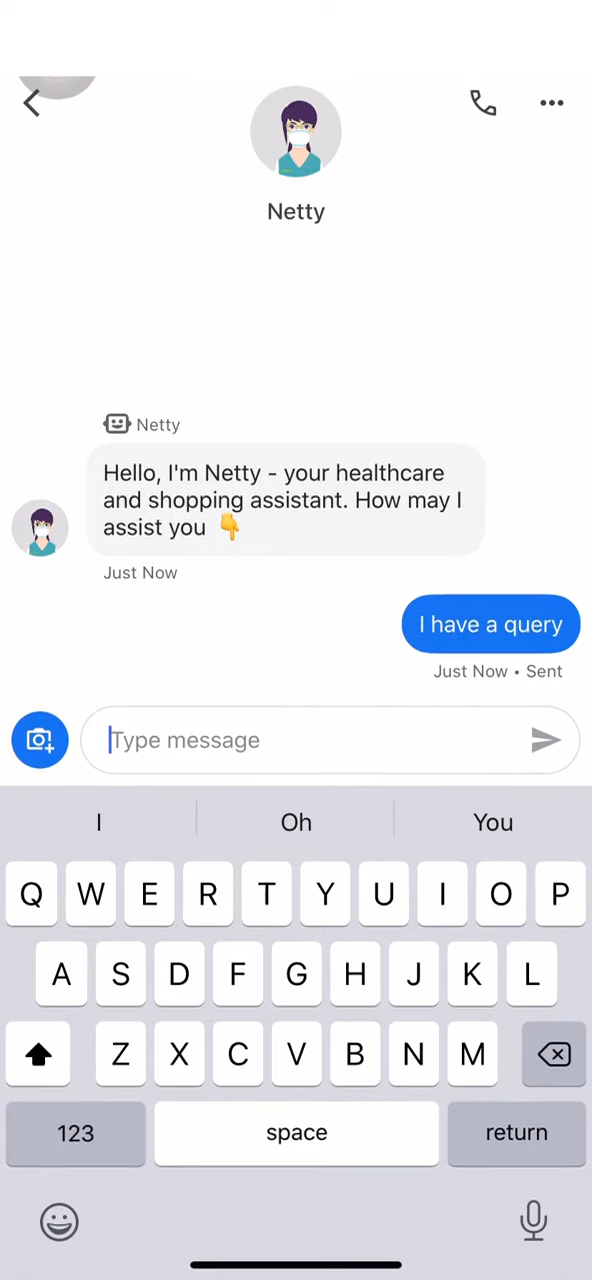 Netty
Netty
Hello, I'm Netty - your healthcare
and shopping assistant. How may I
assist you 👇
Just Now
I have a query
Just Now • Sent
Type message
I Oh You
Q W E R T Y U I O P
A S D F G H J K L
Z X C V B N M
123 space return